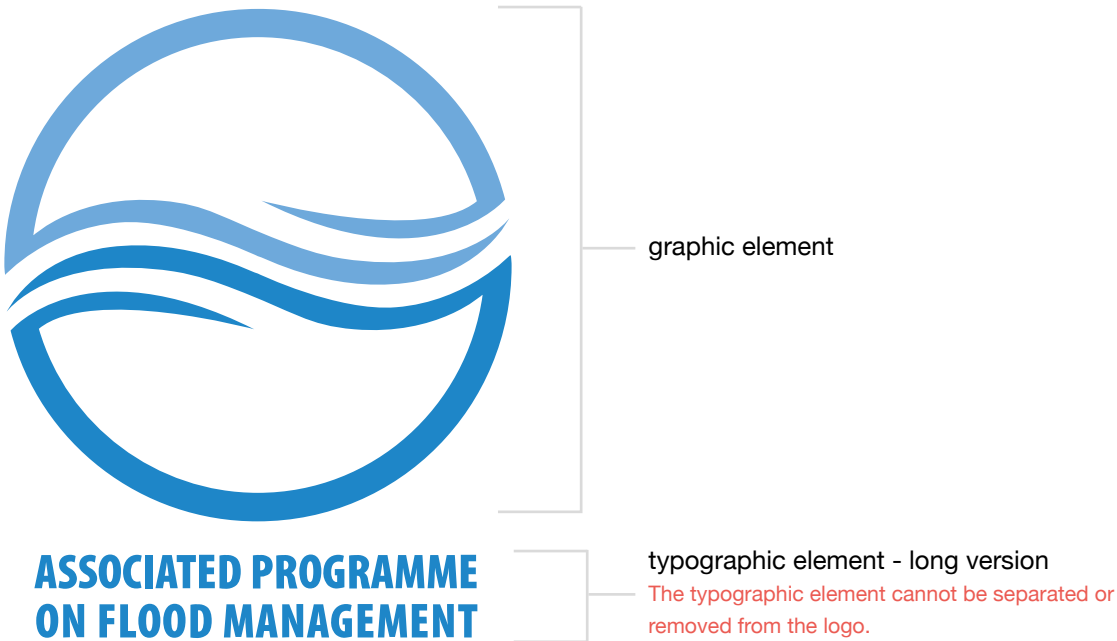 graphic element
ASSOCIATED PROGRAMME
ON FLOOD MANAGEMENT
typographic element - long version
The typographic element cannot be separated or
removed from the logo.